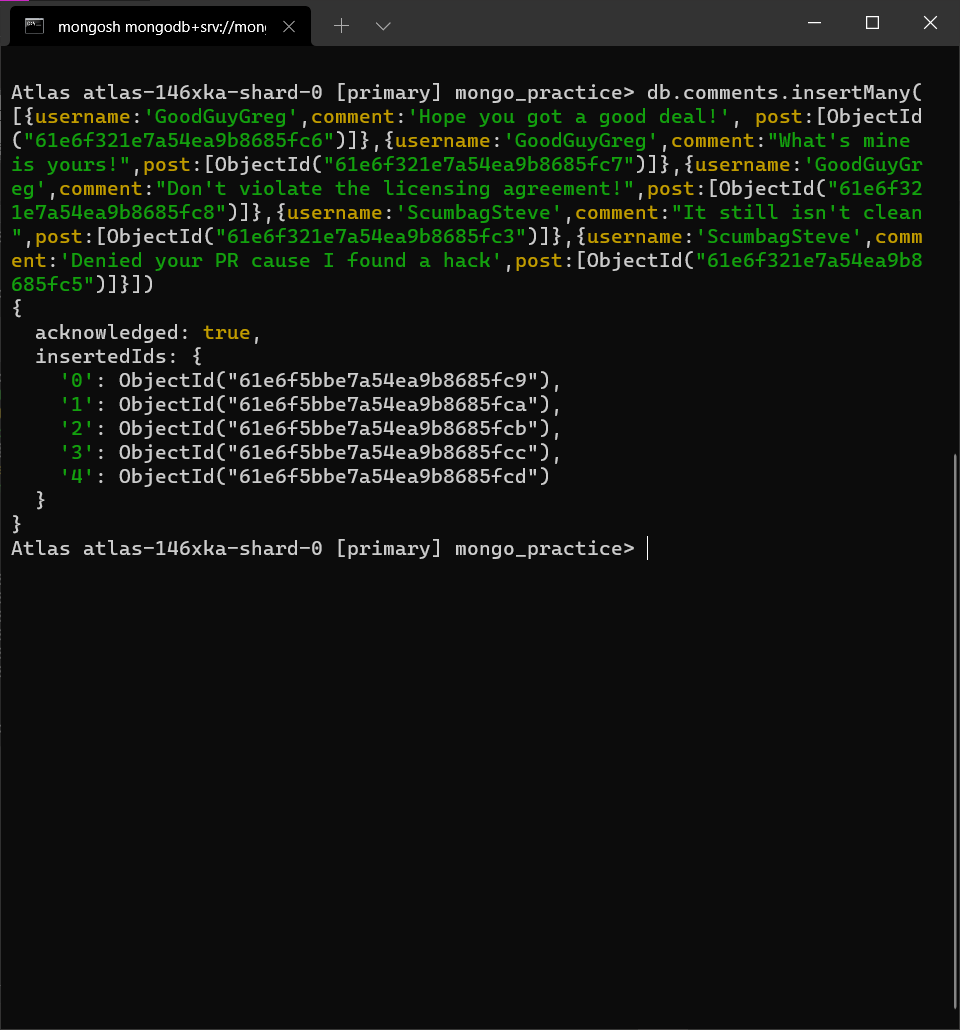 mongosh mongodb+srv://mong
Atlas atlas-146xka-shard-0 [primary] mongo_practice> db.comments.insertMany(
[{username:'GoodGuyGreg',comment:'Hope you got a good deal!', post:[ObjectId
("61e6f321e7a54ea9b8685fc6")]},{username:'GoodGuyGreg',comment:"What's mine
is yours!",post:[ObjectId("61e6f321e7a54ea9b8685fc7")]},{username:'GoodGuyGr
eg',comment:"Don't violate the licensing agreement!",post:[ObjectId("61e6f32
1e7a54ea9b8685fc8")]},{username:'ScumbagSteve',comment:"It still isn't clean
",post:[ObjectId("61e6f321e7a54ea9b8685fc3")]},{username:'ScumbagSteve',comm
ent:'Denied your PR cause I found a hack',post:[ObjectId("61e6f321e7a54ea9b8
685fc5")]}])
{
  acknowledged: true,
  insertedIds: {
    '0': ObjectId("61e6f5bbe7a54ea9b8685fc9"),
    '1': ObjectId("61e6f5bbe7a54ea9b8685fca"),
    '2': ObjectId("61e6f5bbe7a54ea9b8685fcb"),
    '3': ObjectId("61e6f5bbe7a54ea9b8685fcc"),
    '4': ObjectId("61e6f5bbe7a54ea9b8685fcd")
  }
}
Atlas atlas-146xka-shard-0 [primary] mongo_practice>